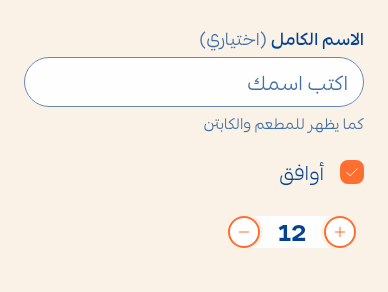 الاسم الكامل (اختياري)
اكتب اسمك
كما يظهر للمطعم والكابتن
أوافق
+ 12 −